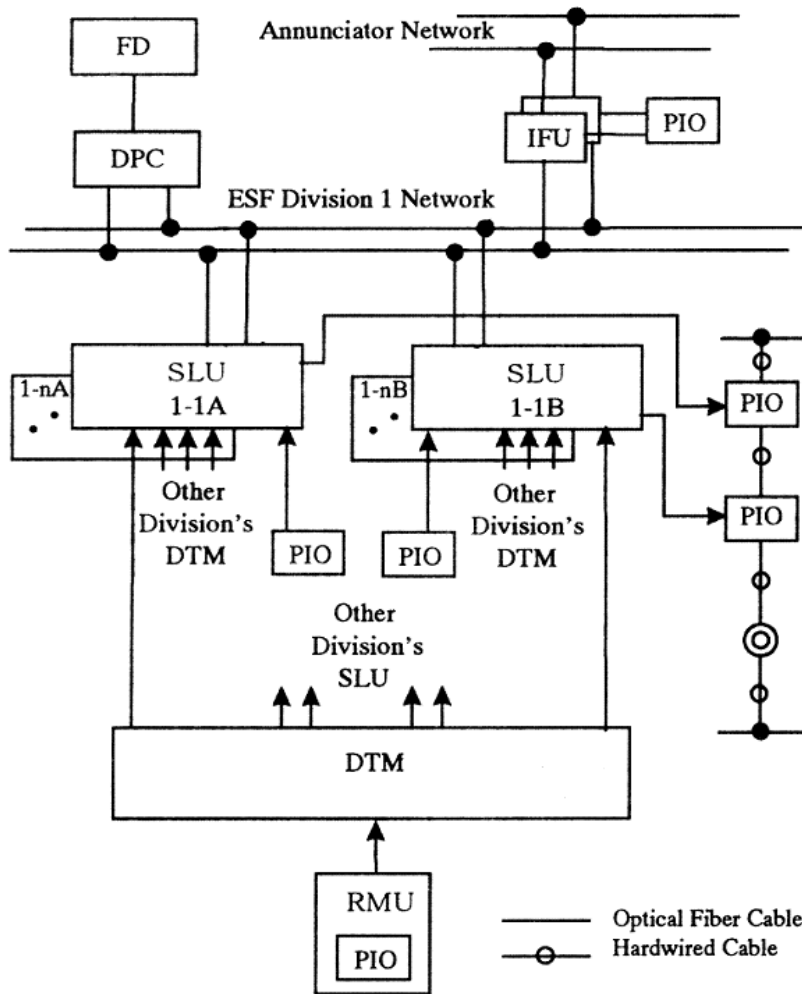 FD
Annunciator Network
IFU
PIO
DPC
ESF Division 1 Network
1-nA
SLU
1-1A
1-nB
SLU
1-1B
PIO
PIO
Other
Division's
DTM
PIO
PIO
Other
Division's
DTM
Other
Division's
SLU
DTM
RMU
PIO
Optical Fiber Cable
Hardwired Cable